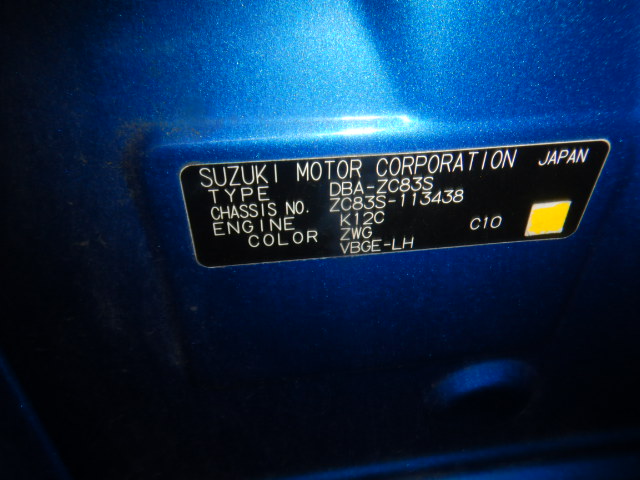 SUZUKI MOTOR CORPORATION JAPAN
TYPE DBA-ZC83S
CHASSIS NO. ZC83S-113438
ENGINE K12C
COLOR ZWG C10
VBGE-LH